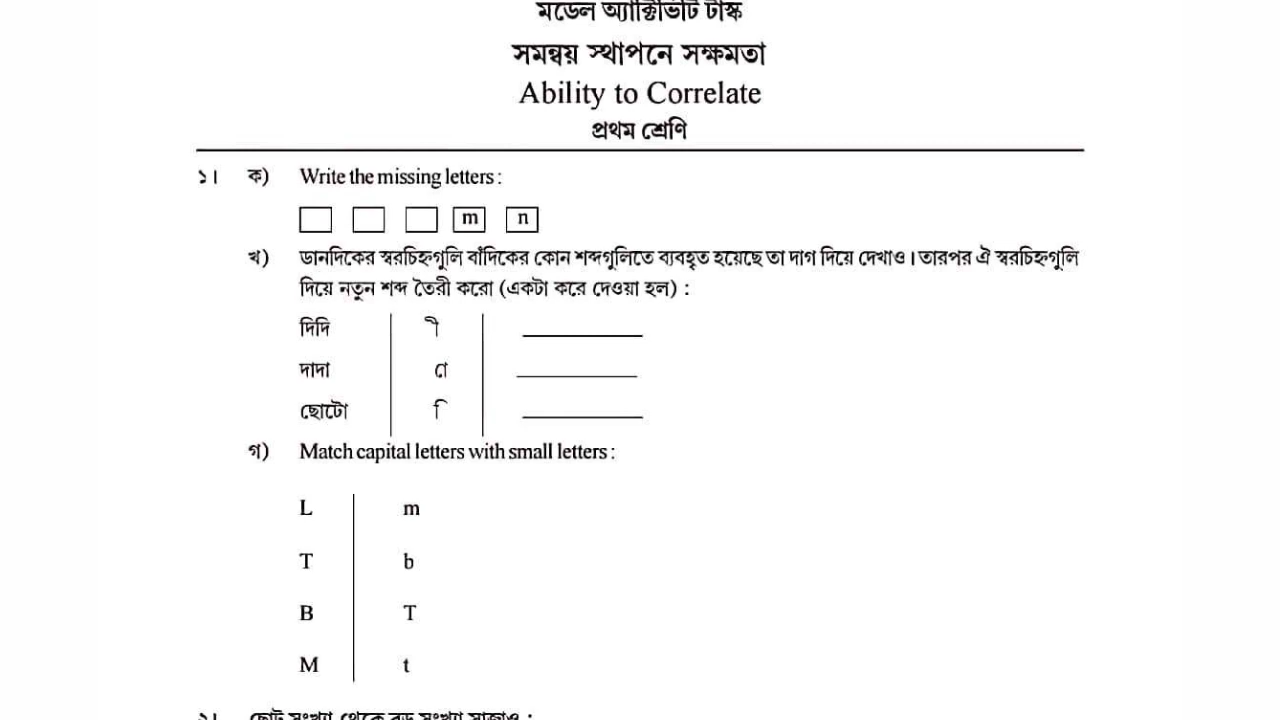 মডেল অ্যাক্টিভিটি টাস্ক
সমন্বয় স্থাপনে সক্ষমতা
Ability to Correlate
প্রথম শ্রেণি
১। ক) Write the missing letters :
m n
খ) ডানদিকের স্বরচিহ্নগুলি বাঁদিকের কোন শব্দগুলিতে ব্যবহৃত হয়েছে তা দাগ দিয়ে দেখাও। তারপর ঐ স্বরচিহ্নগুলি
দিয়ে নতুন শব্দ তৈরী করো (একটা করে দেওয়া হল) :
দিদি ী
দাদা ো
ছোটো ি
গ) Match capital letters with small letters :
L m
T b
B T
M t
২। ছোট সংখ্যা থেকে বড় সংখ্যা সাজাও :